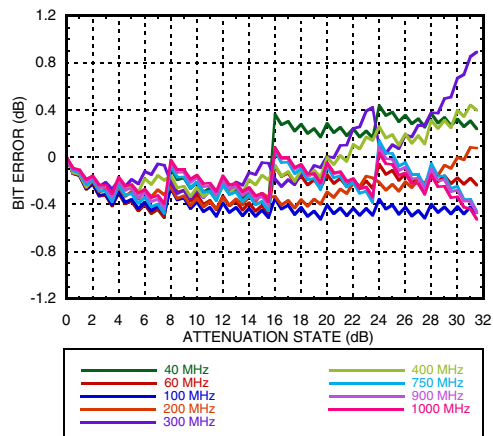 1.2
0.8
0.4
0
-0.4
-0.8
-1.2
BIT ERROR (dB)
0 2 4 6 8 10 12 14 16 18 20 22 24 26 28 30 32
ATTENUATION STATE (dB)
40 MHz
60 MHz
100 MHz
200 MHz
300 MHz
400 MHz
750 MHz
900 MHz
1000 MHz